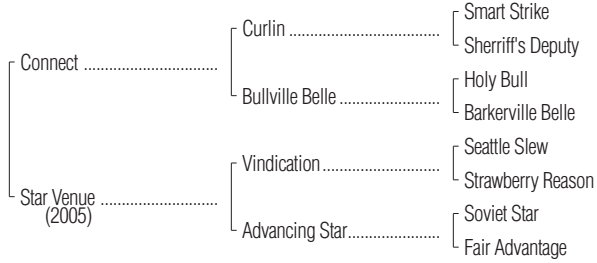 Smart Strike
Curlin
Sherriff's Deputy
Connect
Holy Bull
Bullville Belle
Barkerville Belle
Seattle Slew
Vindication
Strawberry Reason
Star Venue
(2005)
Soviet Star
Advancing Star
Fair Advantage